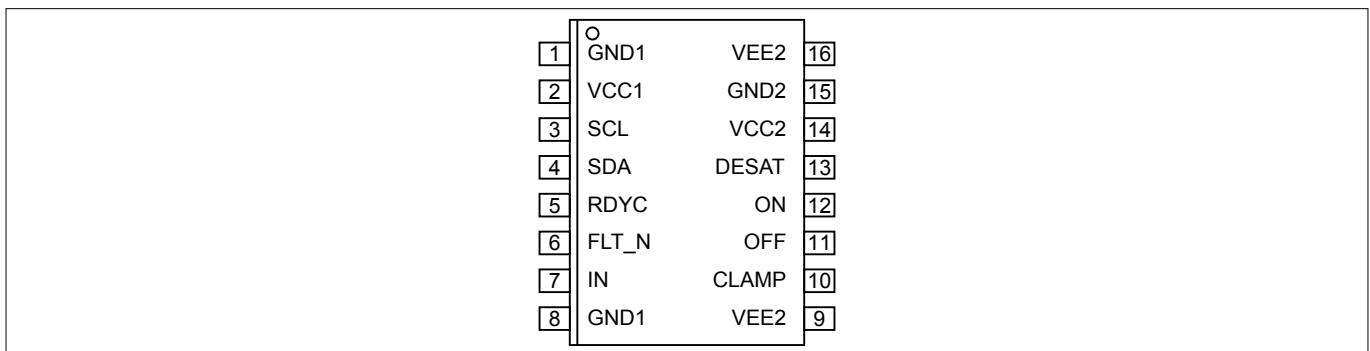 1 GND1 VEE2 16
2 VCC1 GND2 15
3 SCL VCC2 14
4 SDA DESAT 13
5 RDYC ON 12
6 FLT_N OFF 11
7 IN CLAMP 10
8 GND1 VEE2 9